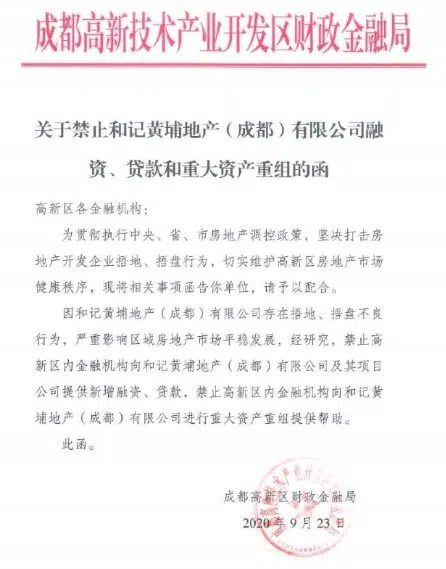 成都高新技术产业开发区财政金融局
关于禁止和记黄埔地产（成都）有限公司融
资、贷款和重大资产重组的函
高新区各金融机构：
为贯彻执行中央、省、市房地产调控政策，坚决打击房
地产开发企业捂地、捂盘行为，切实维护高新区房地产市场
健康秩序，现将相关事项函告你单位，请予以配合。
因和记黄埔地产（成都）有限公司存在捂地、捂盘不良
行为，严重影响区域房地产市场平稳发展，经研究，禁止高
新区内金融机构向和记黄埔地产（成都）有限公司及其项目
公司提供新增融资、贷款，禁止高新区内金融机构向和记黄
埔地产（成都）有限公司进行重大资产重组提供帮助。
此函。
成都高新区财政金融局
2020年9月23日